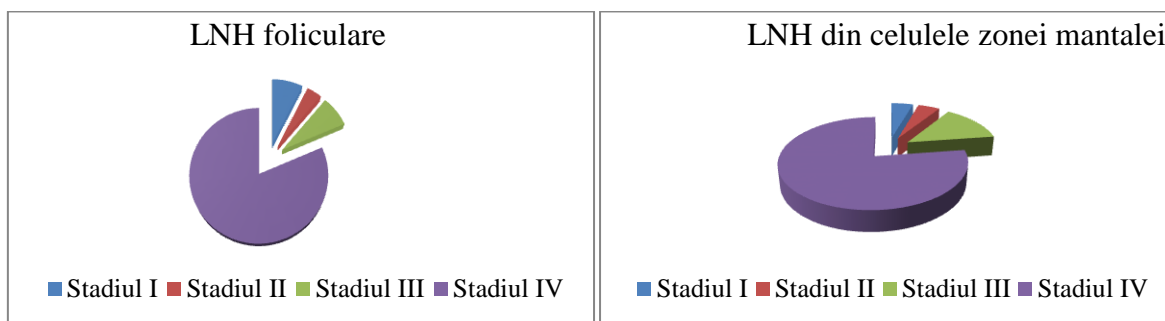 LNH foliculare
Stadiul I Stadiul II Stadiul III Stadiul IV
LNH din celulele zonei mantalei
Stadiul I Stadiul II Stadiul III Stadiul IV